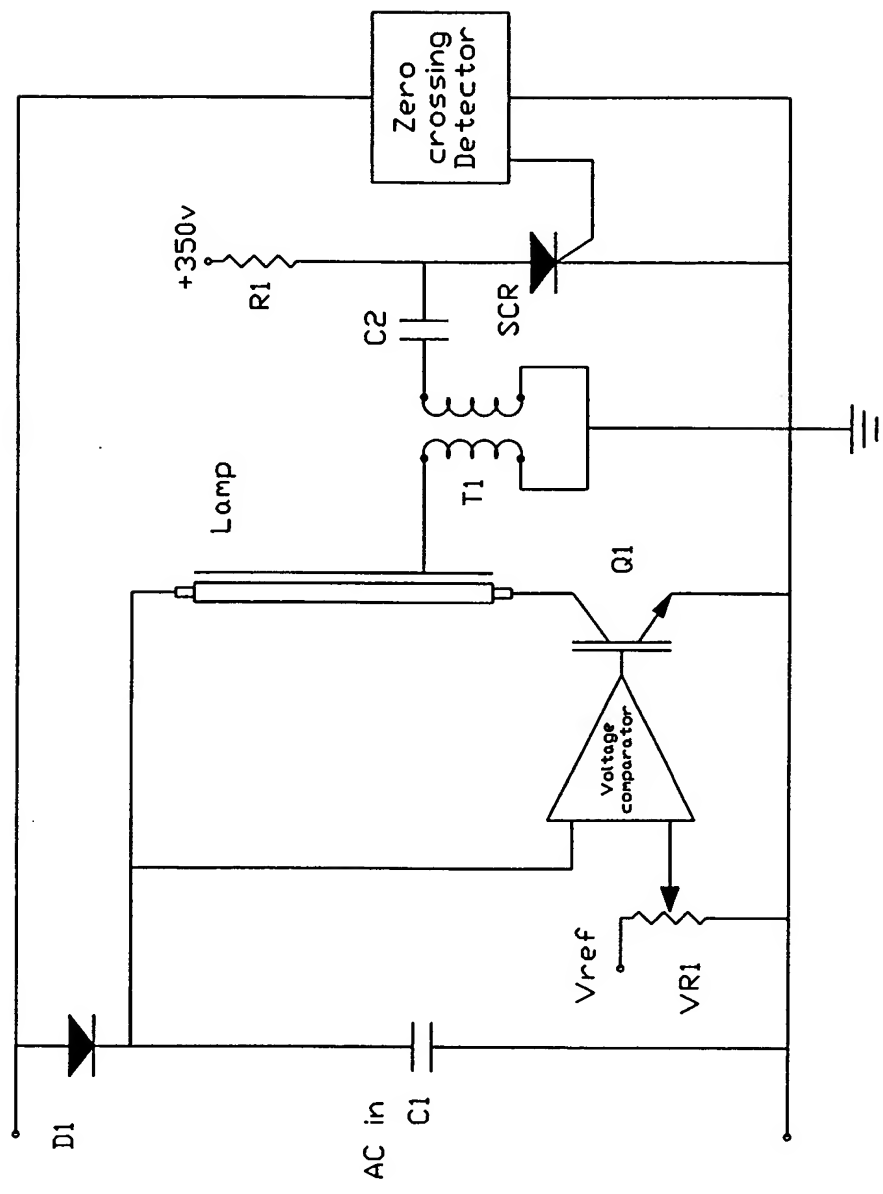 D1
AC in
C1
Vref
VR1
Voltage
comparator
Q1
Lamp
T1
C2
+350v
R1
SCR
Zero
crossing
Detector